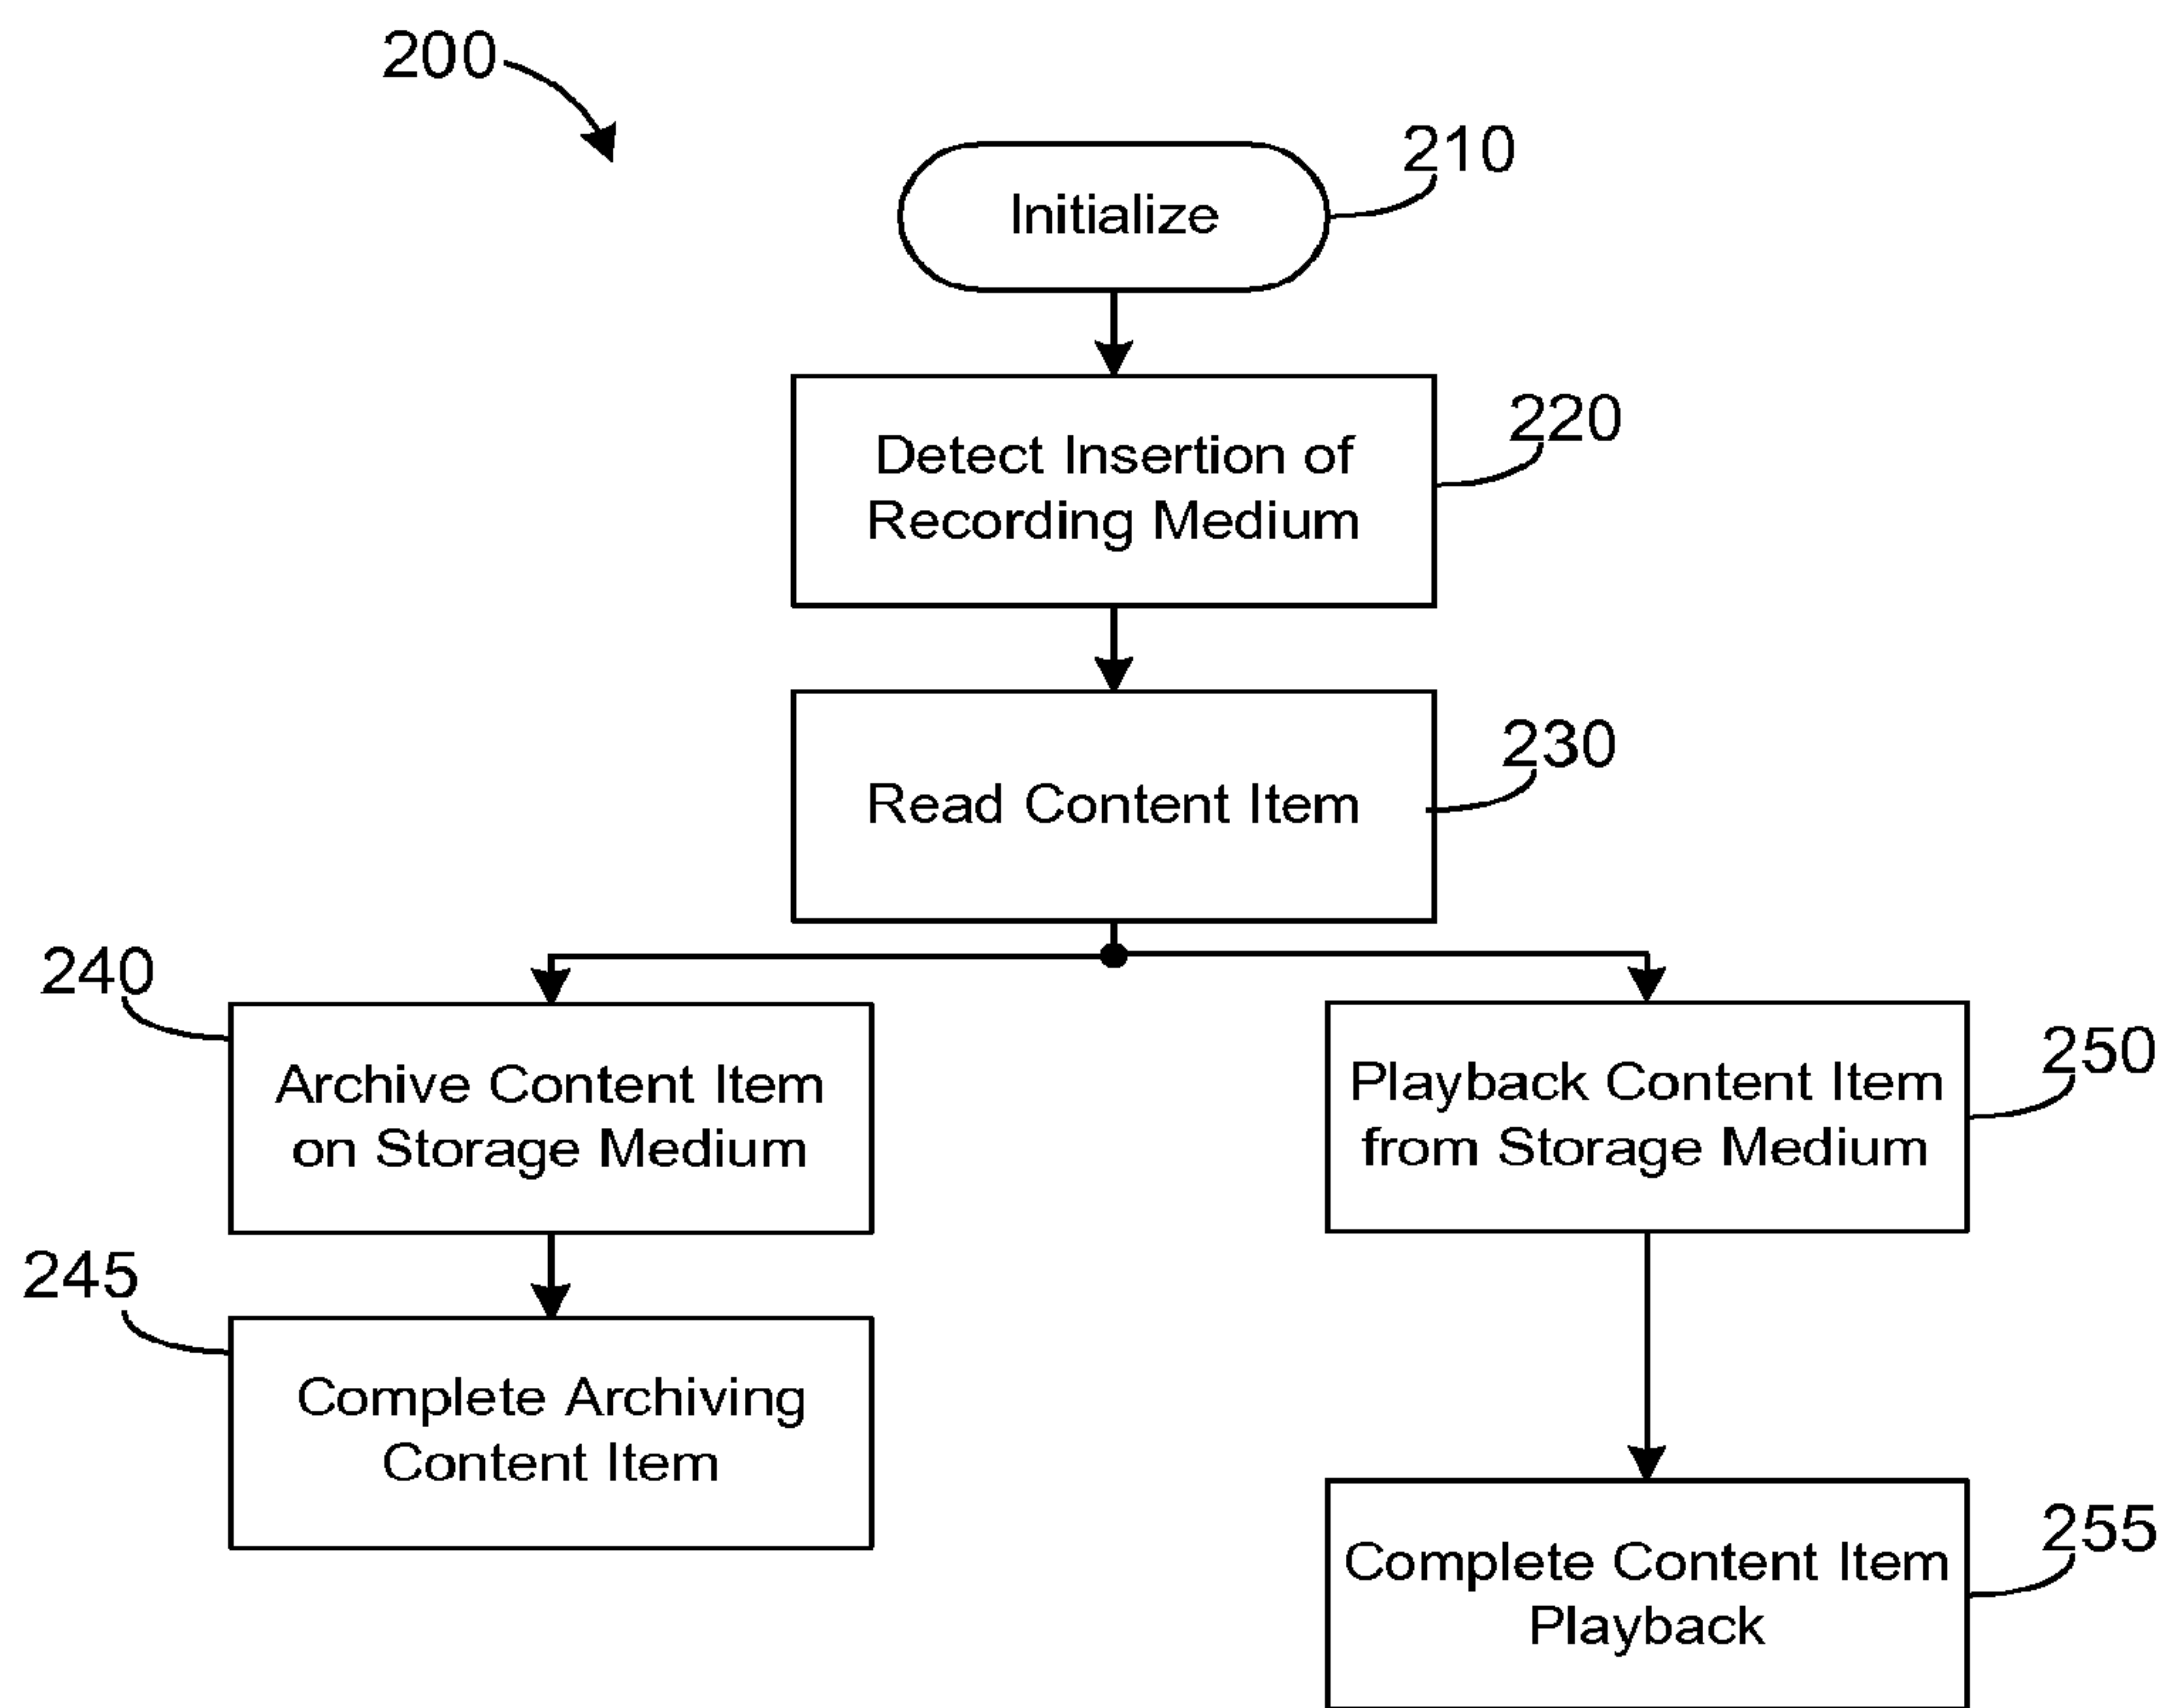 200
Initialize
210
Detect Insertion of
Recording Medium
220
Read Content Item
230
240
Archive Content Item
on Storage Medium
250
Playback Content Item
from Storage Medium
245
Complete Archiving
Content Item
255
Complete Content Item
Playback